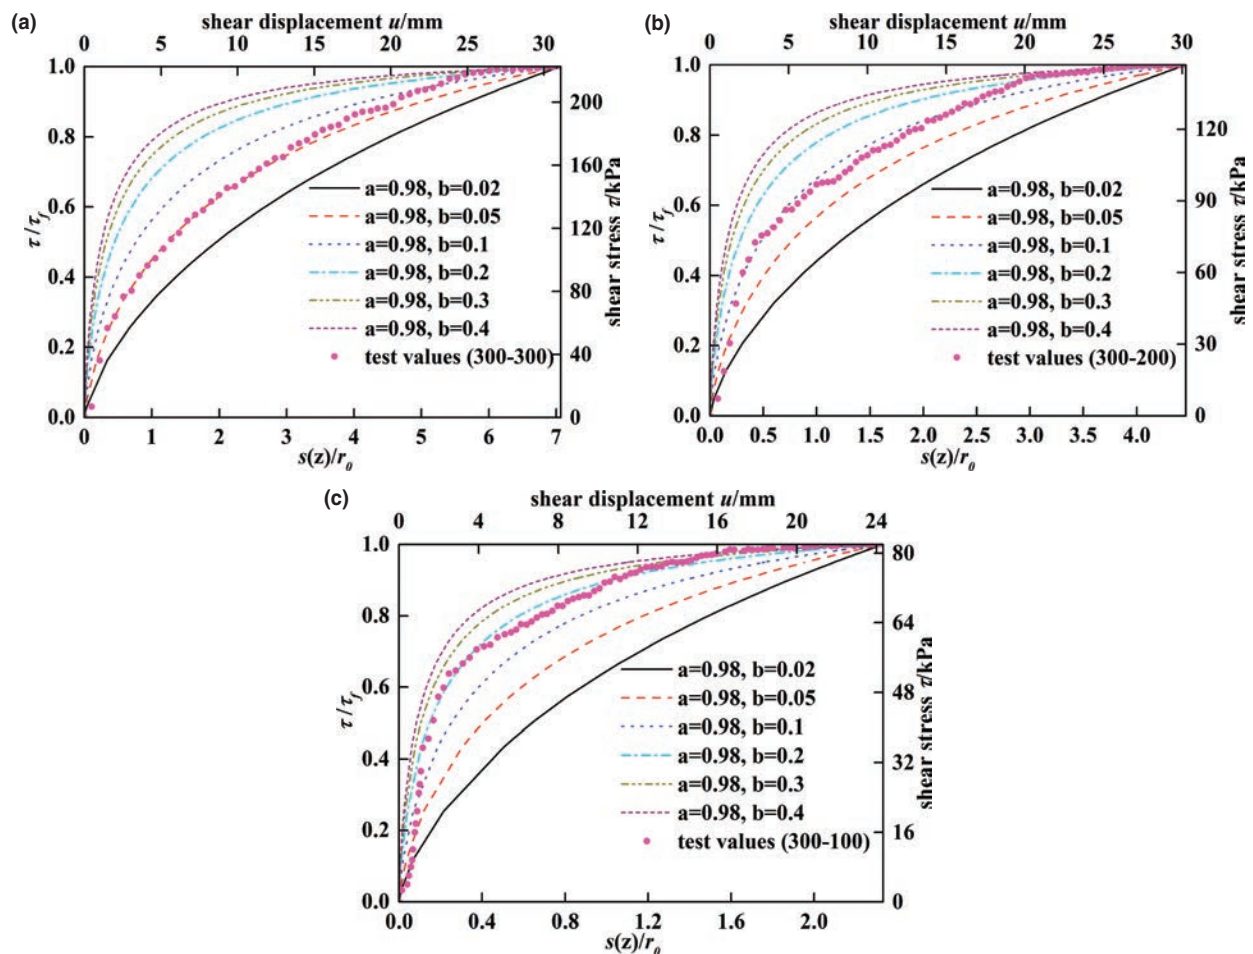 (a)
shear displacement u/mm
0 5 10 15 20 25 30
1.0
0.8
0.6
0.4
0.2
0.0
τ/τf
200
160
120
80
40
0
shear stress τ/kPa
a=0.98, b=0.02
a=0.98, b=0.05
a=0.98, b=0.1
a=0.98, b=0.2
a=0.98, b=0.3
a=0.98, b=0.4
test values (300-300)
0 1 2 3 4 5 6 7
s(z)/r0
(b)
shear displacement u/mm
0 5 10 15 20 25 30
1.0
0.8
0.6
0.4
0.2
0.0
τ/τf
120
90
60
30
0
shear stress τ/kPa
a=0.98, b=0.02
a=0.98, b=0.05
a=0.98, b=0.1
a=0.98, b=0.2
a=0.98, b=0.3
a=0.98, b=0.4
test values (300-200)
0.0 0.5 1.0 1.5 2.0 2.5 3.0 3.5 4.0
s(z)/r0
(c)
shear displacement u/mm
0 4 8 12 16 20 24
1.0
0.8
0.6
0.4
0.2
0.0
τ/τf
80
64
48
32
16
0
shear stress τ/kPa
a=0.98, b=0.02
a=0.98, b=0.05
a=0.98, b=0.1
a=0.98, b=0.2
a=0.98, b=0.3
a=0.98, b=0.4
test values (300-100)
0.0 0.4 0.8 1.2 1.6 2.0
s(z)/r0